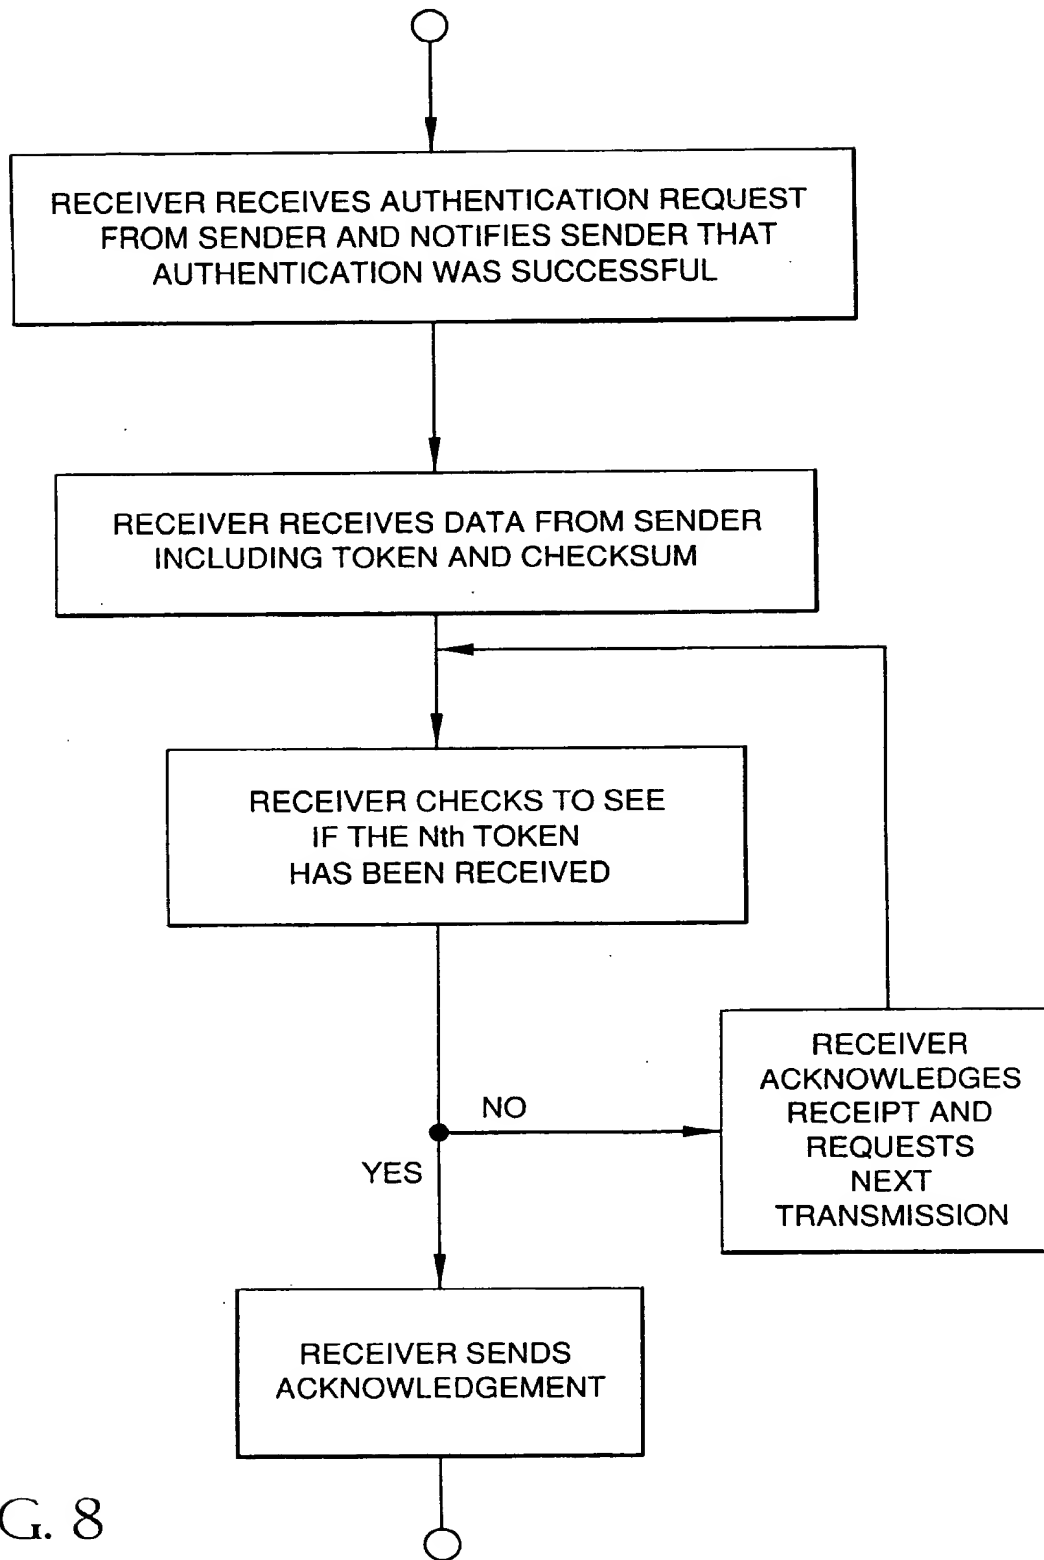 RECEIVER RECEIVES AUTHENTICATION REQUEST
FROM SENDER AND NOTIFIES SENDER THAT
AUTHENTICATION WAS SUCCESSFUL
RECEIVER RECEIVES DATA FROM SENDER
INCLUDING TOKEN AND CHECKSUM
RECEIVER CHECKS TO SEE
IF THE Nth TOKEN
HAS BEEN RECEIVED
NO
YES
RECEIVER
ACKNOWLEDGES
RECEIPT AND
REQUESTS
NEXT
TRANSMISSION
RECEIVER SENDS
ACKNOWLEDGEMENT
G. 8